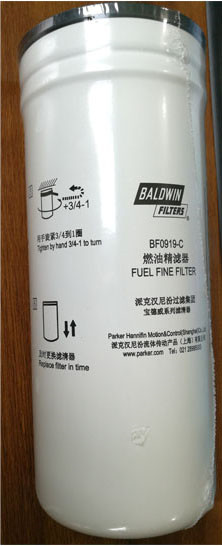 +3/4-1
用手旋紧3/4到1圈
Tighten by hand 3/4-1 to turn
及时更换滤清器
Replace filter in time
BALDWIN
FILTERS
BF0919-C
燃油精滤器
FUEL FINE FILTER
派克汉尼汾过滤集团
宝德威系列滤清器
Parker Hannifin Motion&Control(Shanghai)Co.,
派克汉尼汾流体传动产品（上海）有限公
www.parker.com Tel: 021 2899